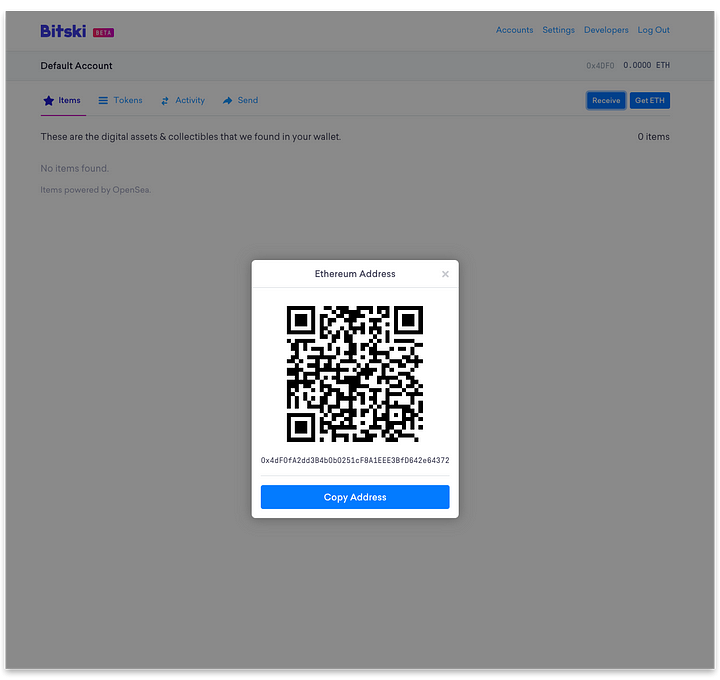 Bitski BETA Accounts Settings Developers Log Out
Default Account 0x4DF0 0.0000 ETH
Items Tokens Activity Send Receive Get ETH
These are the digital assets & collectibles that we found in your wallet. 0 items
No items found.
Items powered by OpenSea.
Ethereum Address ×
0x4dF0fA2dd3B4b0b0251cF8A1EEE3BfD642e64372
Copy Address